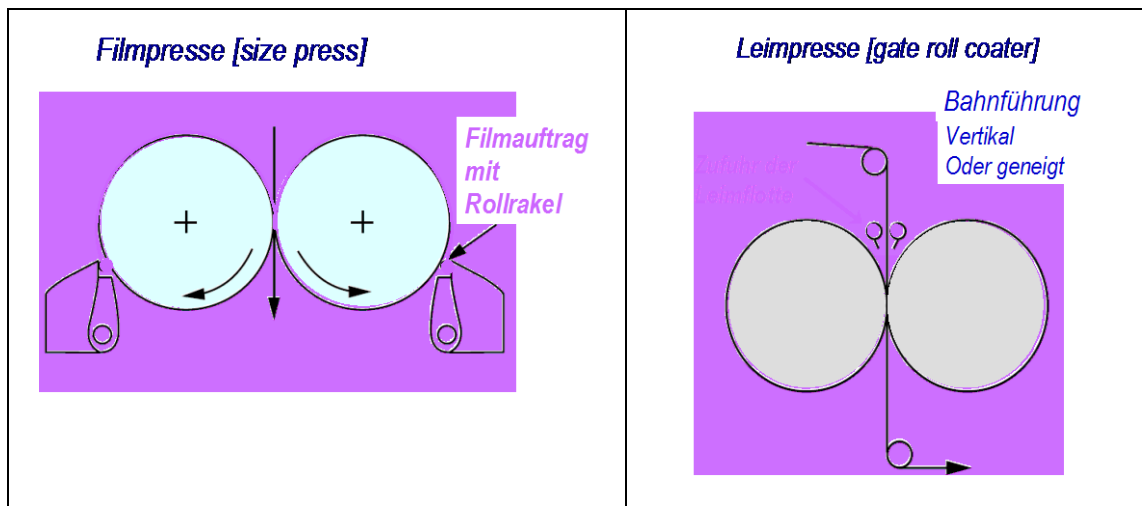 Filmpresse [size press]
Filmauftrag
mit
Rollrakel
Leimpresse [gate roll coater]
Bahnführung
Vertikal
Oder geneigt
Zufuhr der
Leimflotte